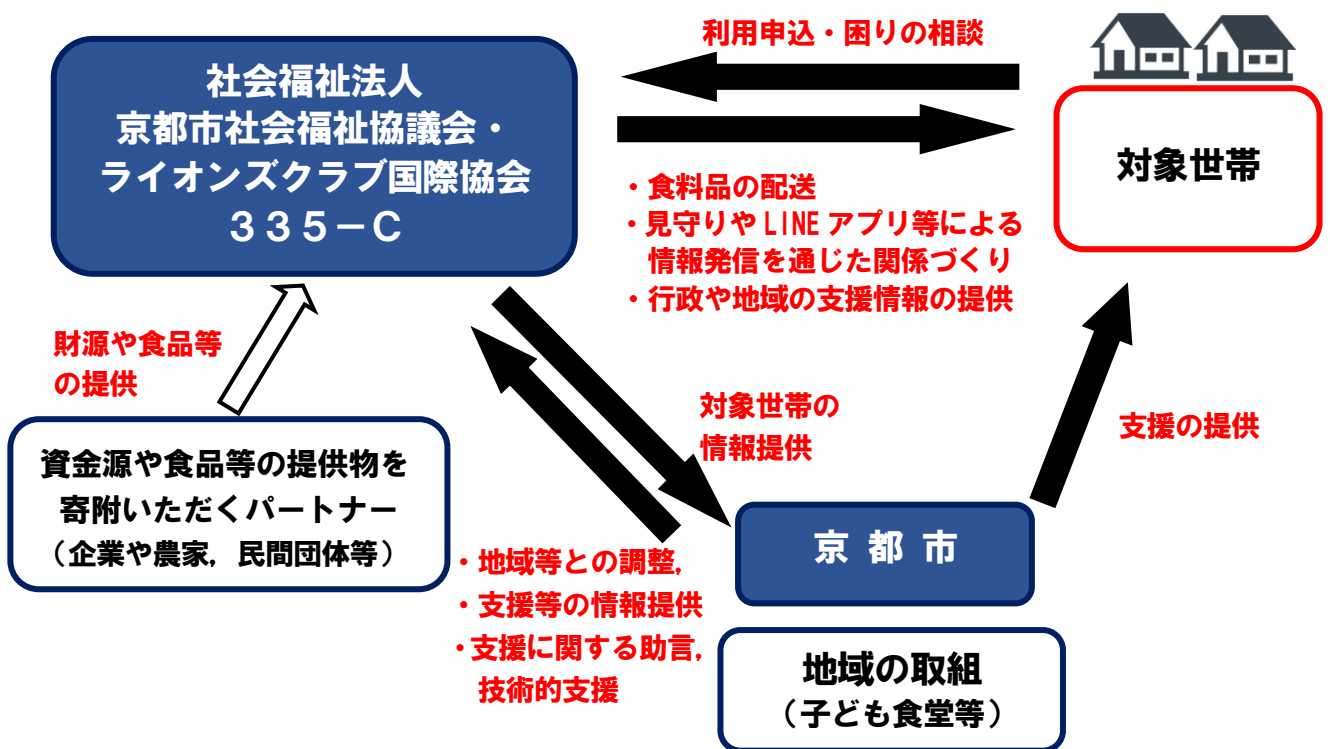 利用申込・困りの相談
社会福祉法人
京都市社会福祉協議会・
ライオンズクラブ国際協会
３３５－Ｃ
対象世帯
・食料品の配送
・見守りや LINE アプリ等による
情報発信を通じた関係づくり
・行政や地域の支援情報の提供
財源や食品等
の提供
対象世帯の
情報提供
支援の提供
資金源や食品等の提供物を
寄附いただくパートナー
（企業や農家，民間団体等）
京 都 市
・地域等との調整，
・支援等の情報提供
・支援に関する助言，
技術的支援
地域の取組
（子ども食堂等）